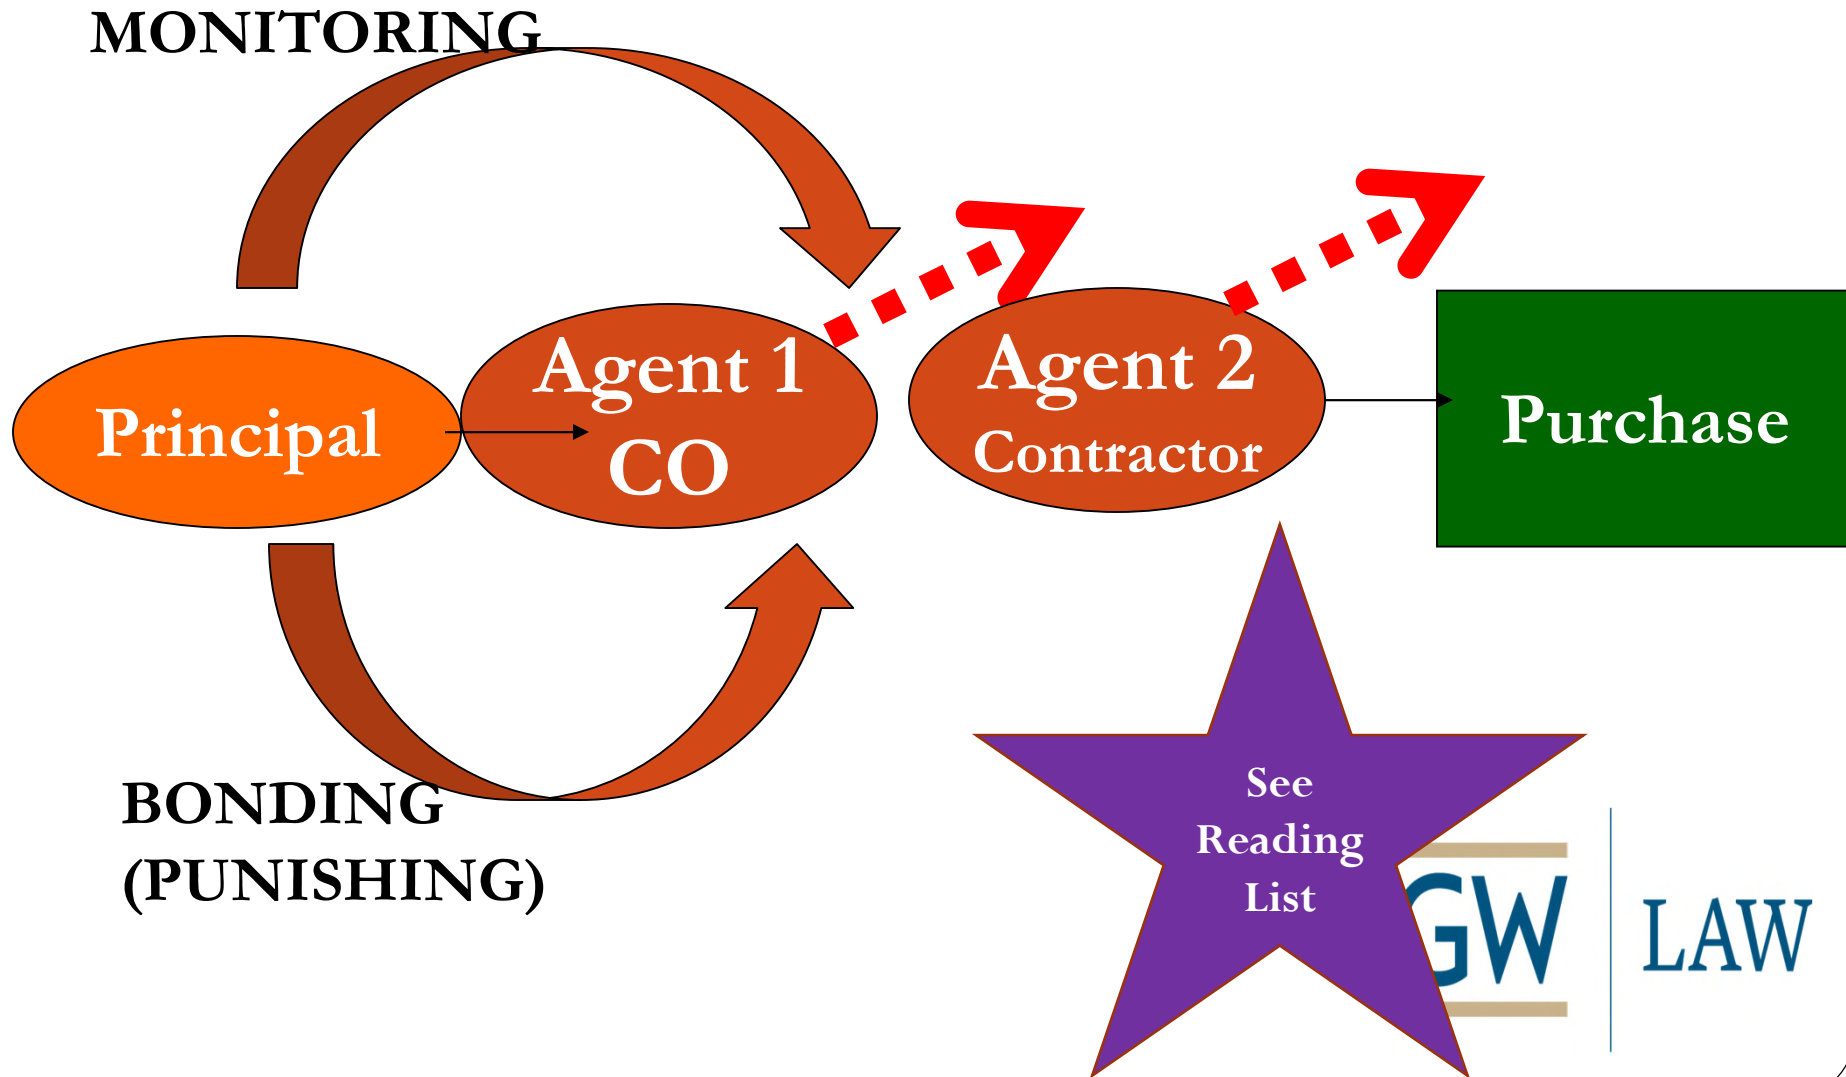 MONITORING
Principal
Agent 1
CO
Agent 2
Contractor
Purchase
BONDING
(PUNISHING)
See
Reading
List
GW
LAW